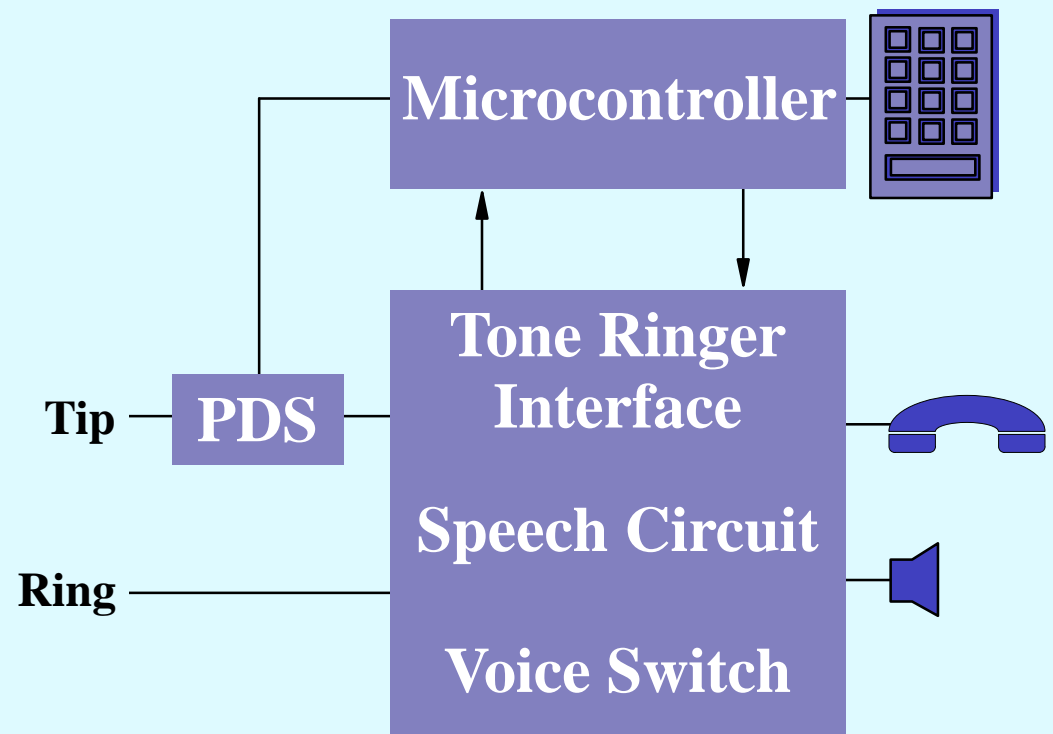 Microcontroller
Tone Ringer
Interface
Tip
PDS
Speech Circuit
Ring
Voice Switch